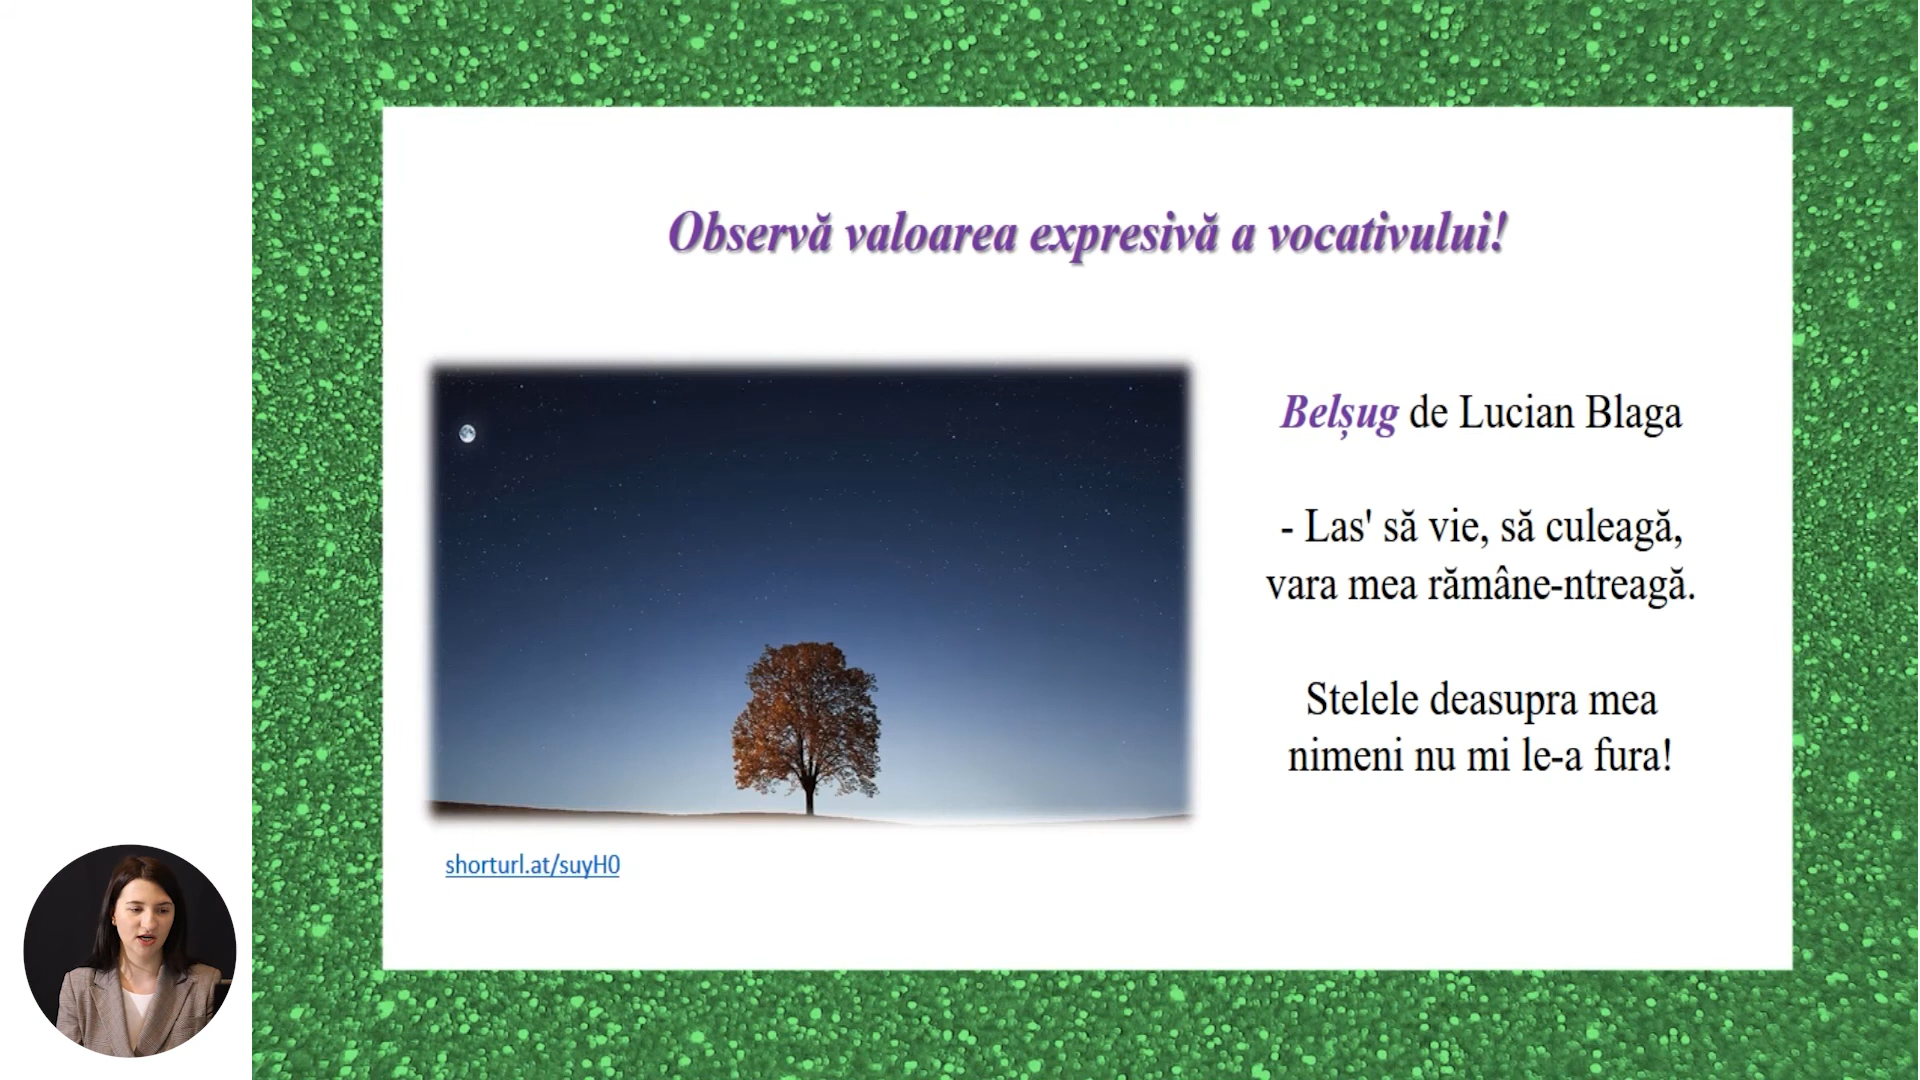 Observă valoarea expresivă a vocativului!
Belșug de Lucian Blaga
- Las' să vie, să culeagă,
vara mea rămâne-ntreagă.
Stelele deasupra mea
nimeni nu mi le-a fura!
shorturl.at/suyH0